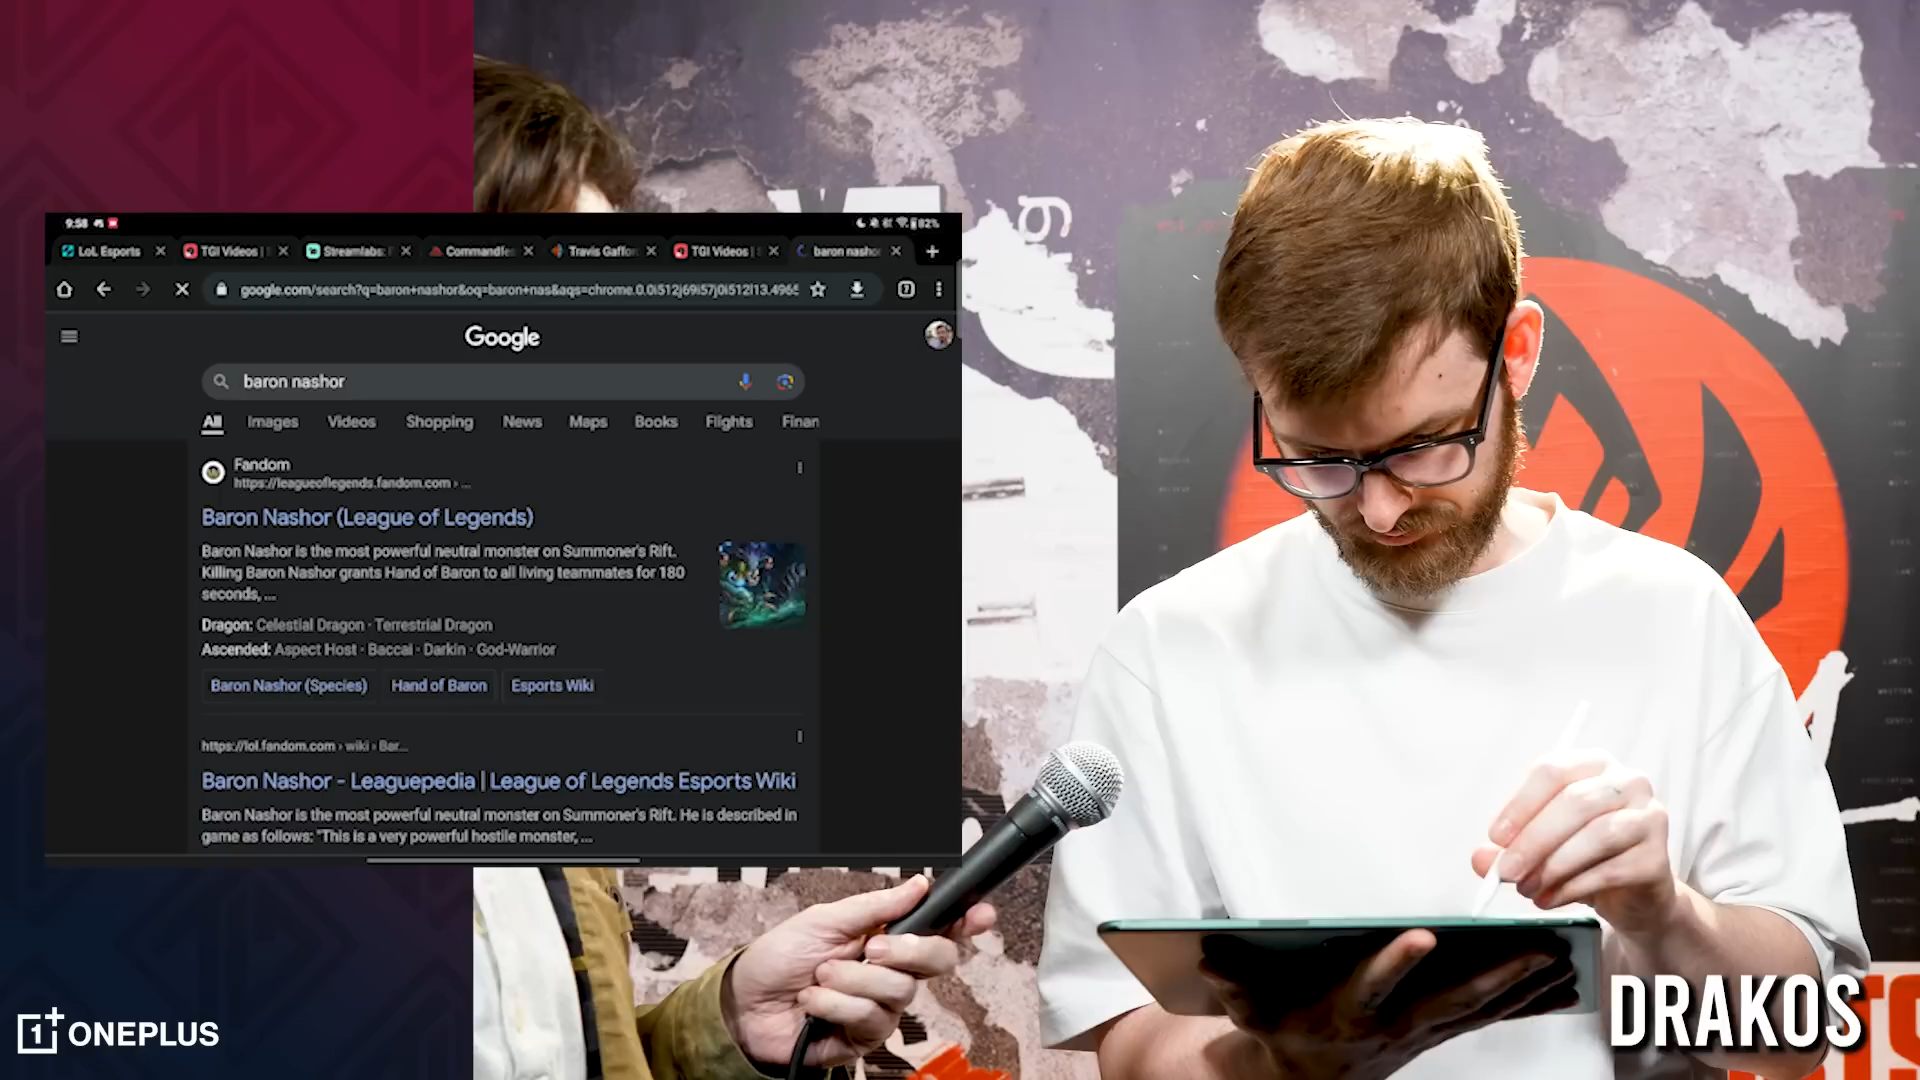 9:58
82%
LoL Esports
TGI Videos |
Streamlabs:
Commandfe
Travis Gaffor
TGI Videos |
baron nasho
google.com/search?q=baron+nashor&oq=baron+nas&aqs=chrome.0.0i512j69i57j0i512l13.4965
7
Google
baron nashor
All Images Videos Shopping News Maps Books Flights Finan
Fandom
https://leagueoflegends.fandom.com › ...
Baron Nashor (League of Legends)
Baron Nashor is the most powerful neutral monster on Summoner's Rift.
Killing Baron Nashor grants Hand of Baron to all living teammates for 180
seconds, ...
Dragon: Celestial Dragon · Terrestrial Dragon
Ascended: Aspect Host · Baccai · Darkin · God-Warrior
Baron Nashor (Species) Hand of Baron Esports Wiki
https://lol.fandom.com › wiki › Bar...
Baron Nashor - Leaguepedia | League of Legends Esports Wiki
Baron Nashor is the most powerful neutral monster on Summoner's Rift. He is described in
game as follows: "This is a very powerful hostile monster, ...
ONEPLUS
DRAKOS